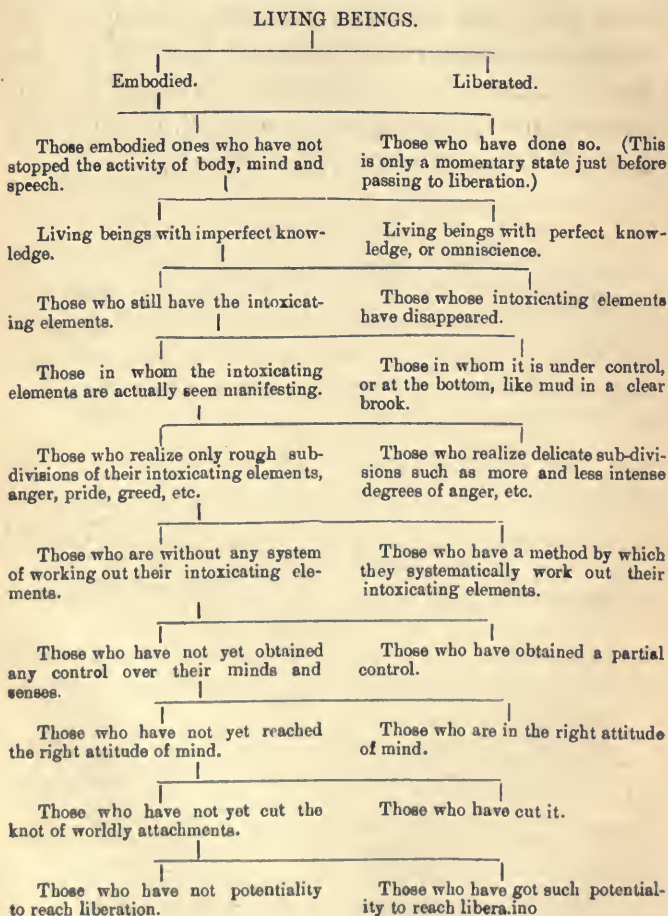 LIVING BEINGS.
Embodied.
Liberated.
Those embodied ones who have not
stopped the activity of body, mind and
speech.
Those who have done so. (This
is only a momentary state just before
passing to liberation.)
Living beings with imperfect know-
ledge.
Living beings with perfect know-
ledge, or omniscience.
Those who still have the intoxicat-
ing elements.
Those whose intoxicating elements
have disappeared.
Those in whom the intoxicating
elements are actually seen manifesting.
Those in whom it is under control,
or at the bottom, like mud in a clear
brook.
Those who realize only rough sub-
divisions of their intoxicating elements,
anger, pride, greed, etc.
Those who realize delicate sub-divi-
sions such as more and less intense
degrees of anger, etc.
Those who are without any system
of working out their intoxicating ele-
ments.
Those who have a method by which
they systematically work out their
intoxicating elements.
Those who have not yet obtained
any control over their minds and
senses.
Those who have obtained a partial
control.
Those who have not yet reached
the right attitude of mind.
Those who are in the right attitude
of mind.
Those who have not yet cut the
knot of worldly attachments.
Those who have cut it.
Those who have not potentiality
to reach liberation.
Those who have got such potential-
ity to reach libera.ino